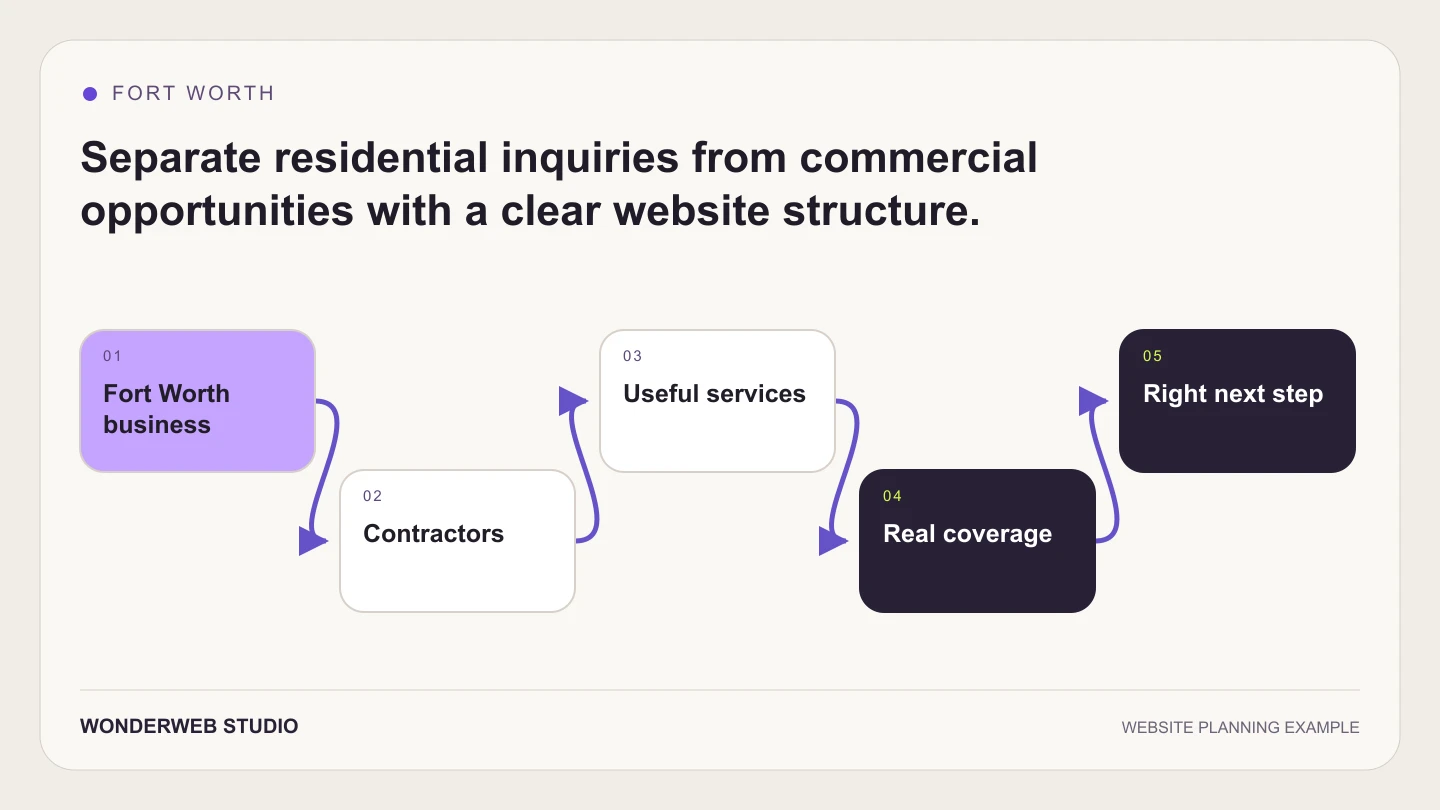 FORT WORTH
Separate residential inquiries from commercial
opportunities with a clear website structure.
01
Fort Worth
business
02
Contractors
03
Useful services
04
Real coverage
05
Right next step
WONDERWEB STUDIO
WEBSITE PLANNING EXAMPLE